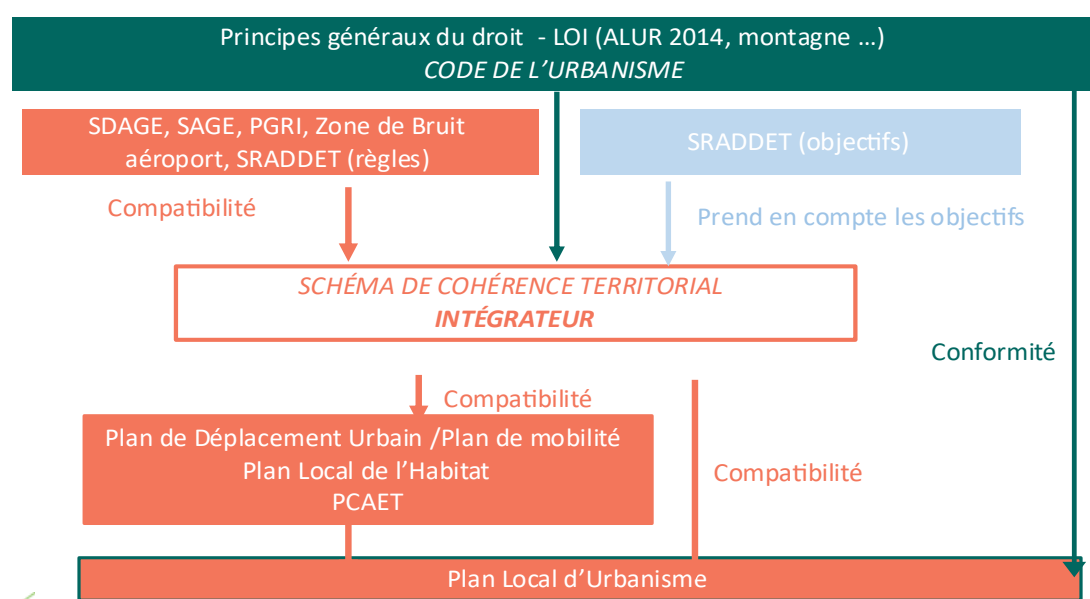 Principes généraux du droit - LOI (ALUR 2014, montagne …)
CODE DE L’URBANISME
SDAGE, SAGE, PGRI, Zone de Bruit
aéroport, SRADDET (règles)
SRADDET (objectifs)
Compatibilité
Prend en compte les objectifs
SCHÉMA DE COHÉRENCE TERRITORIAL
INTÉGRATEUR
Conformité
Compatibilité
Plan de Déplacement Urbain /Plan de mobilité
Plan Local de l’Habitat
PCAET
Compatibilité
Plan Local d’Urbanisme